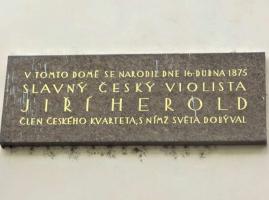 V TOMTO DOMĚ SE NARODIL DNE 16·DUBNA 1875
SLAVNÝ ČESKÝ VIOLISTA
JIŘÍ HEROLD
ČLEN ČESKÉHO KVARTETA, S NÍMŽ SVĚTA DOBÝVAL